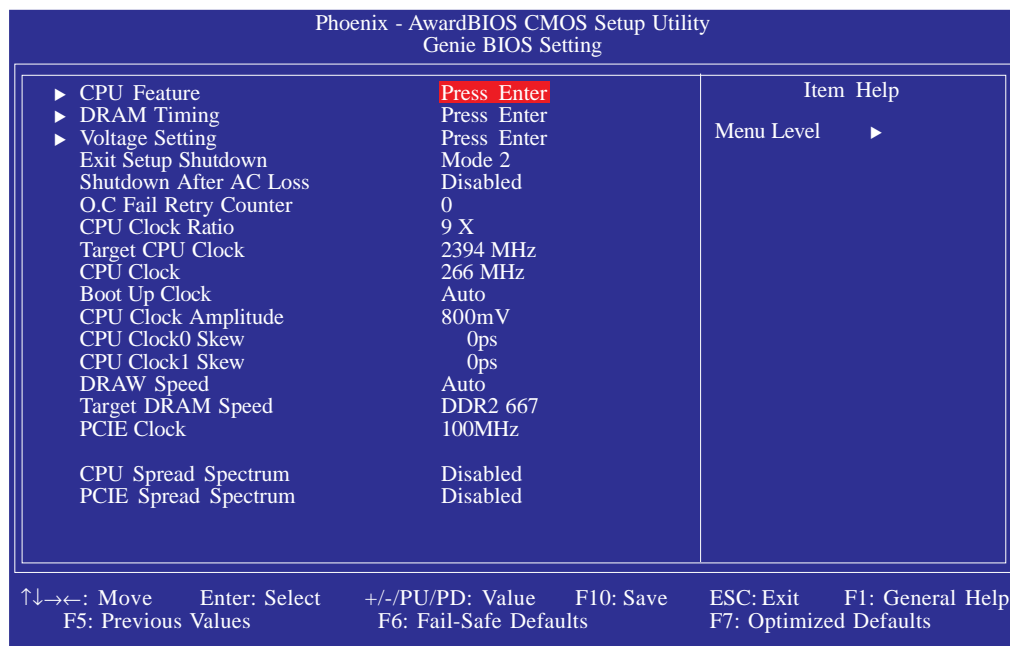 Phoenix - AwardBIOS CMOS Setup Utility
Genie BIOS Setting
▶ CPU Feature Press Enter
▶ DRAM Timing Press Enter
▶ Voltage Setting Press Enter
Exit Setup Shutdown Mode 2
Shutdown After AC Loss Disabled
O.C Fail Retry Counter 0
CPU Clock Ratio 9 X
Target CPU Clock 2394 MHz
CPU Clock 266 MHz
Boot Up Clock Auto
CPU Clock Amplitude 800mV
CPU Clock0 Skew 0ps
CPU Clock1 Skew 0ps
DRAW Speed Auto
Target DRAM Speed DDR2 667
PCIE Clock 100MHz
CPU Spread Spectrum Disabled
PCIE Spread Spectrum Disabled
Item Help
Menu Level ▶
↑↓→←: Move Enter: Select +/-/PU/PD: Value F10: Save ESC: Exit F1: General Help
F5: Previous Values F6: Fail-Safe Defaults F7: Optimized Defaults